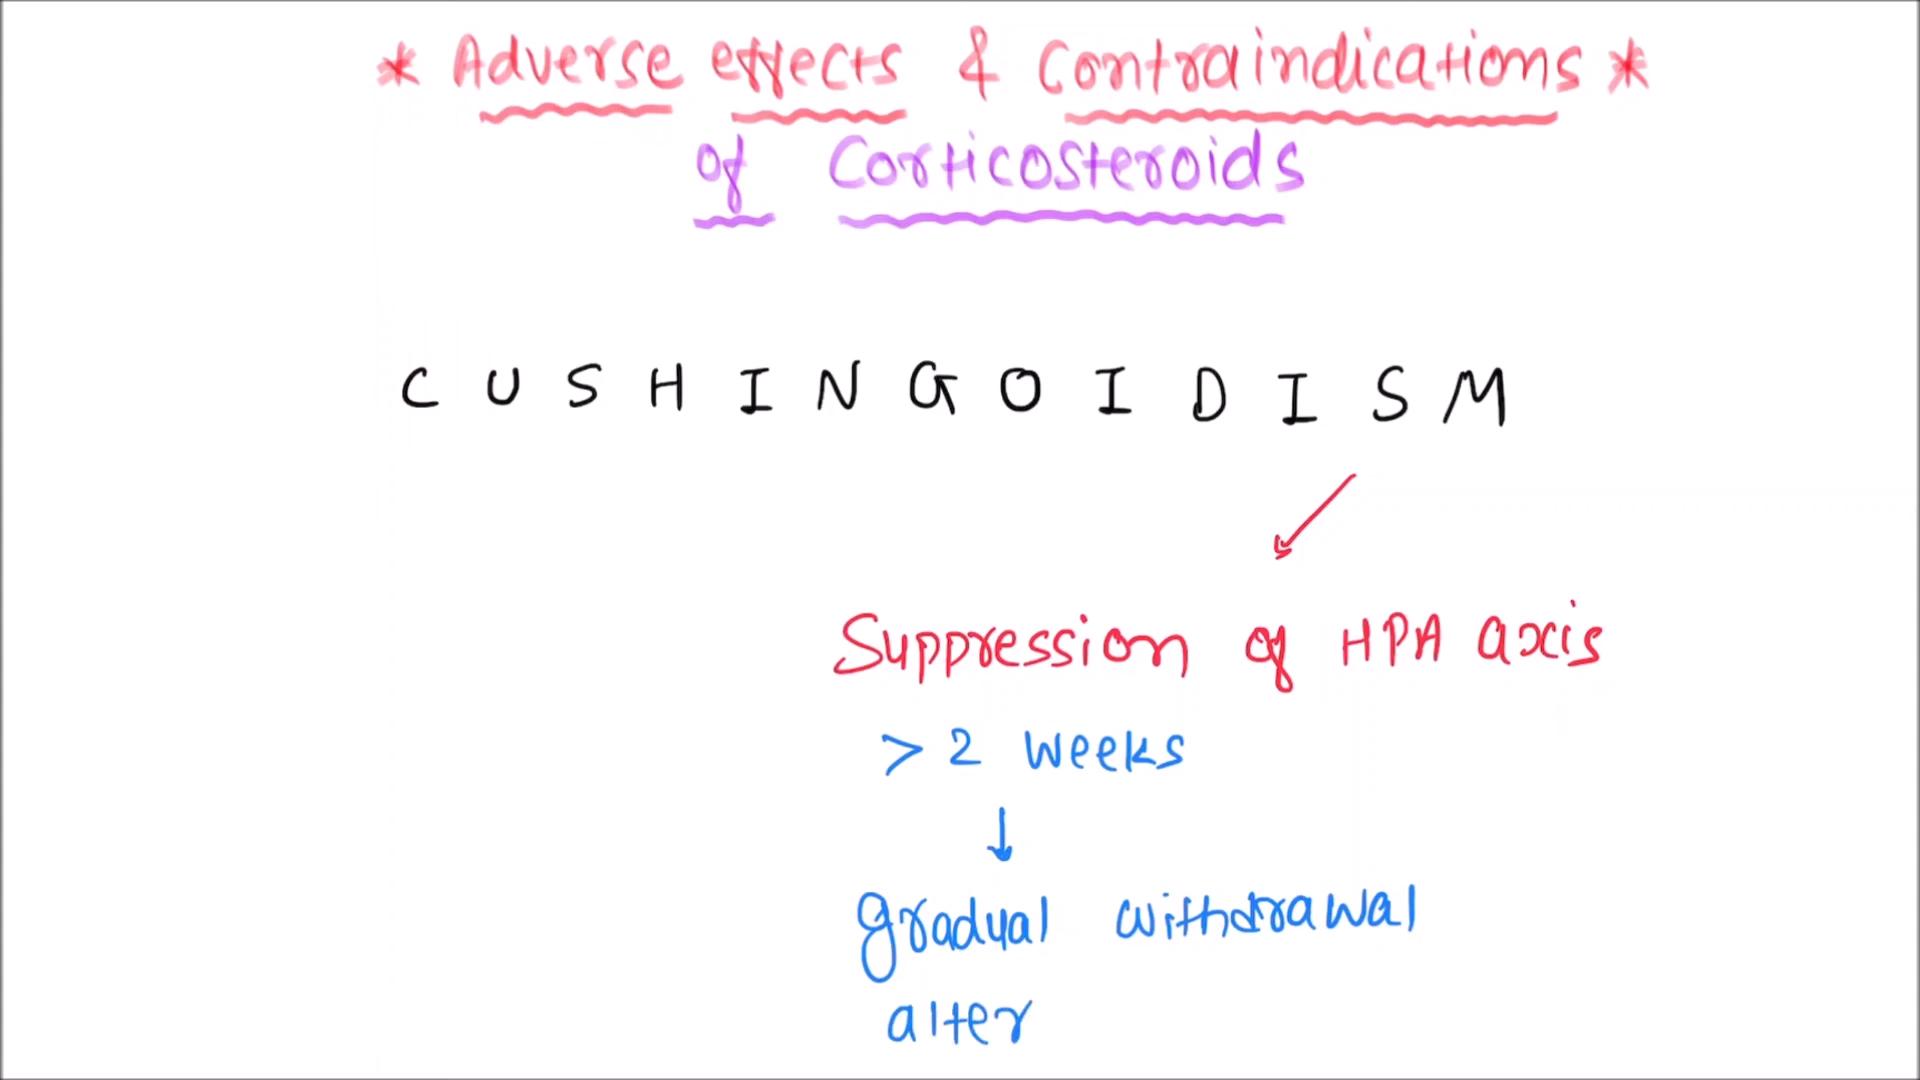 * Adverse effects & Contraindications *
of Corticosteroids
C U S H I N G O I D I S M
Suppression of HPA axis
> 2 weeks
↓
gradual withdrawal
alter